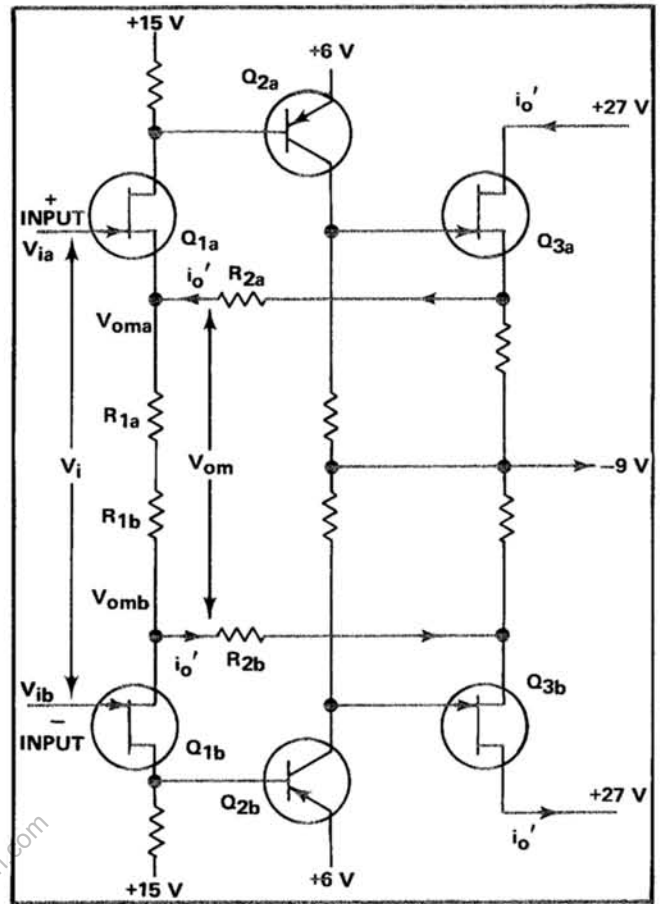 +15 V
÷6 V
Q2a
io'
+27 V
+
INPUT
Via
Q1a
Q3a
io'
R2a
Voma
R1a
Vi
Vom
-9 V
R1b
Vomb
io'
R2b
Vib
Q3b
-
INPUT
Q1b
Q2b
+27 V
io'
+15 V
÷6 V